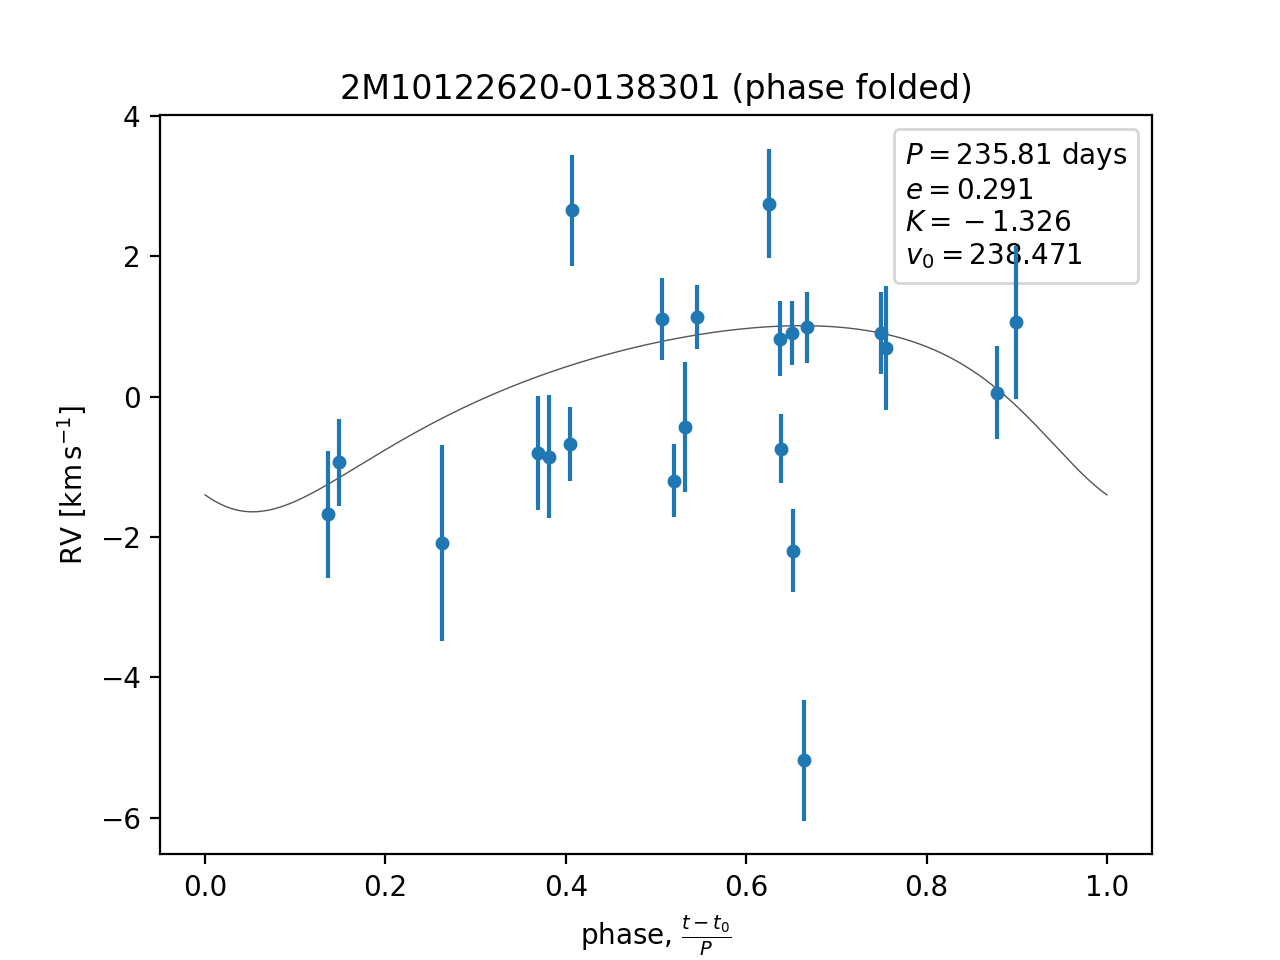 2M10122620-0138301 (phase folded)
P = 235.81 days
e = 0.291
K = −1.326
v₀ = 238.471
4
2
0
−2
−4
−6
RV [km s⁻¹]
0.0 0.2 0.4 0.6 0.8 1.0
phase, (t − t₀)/P